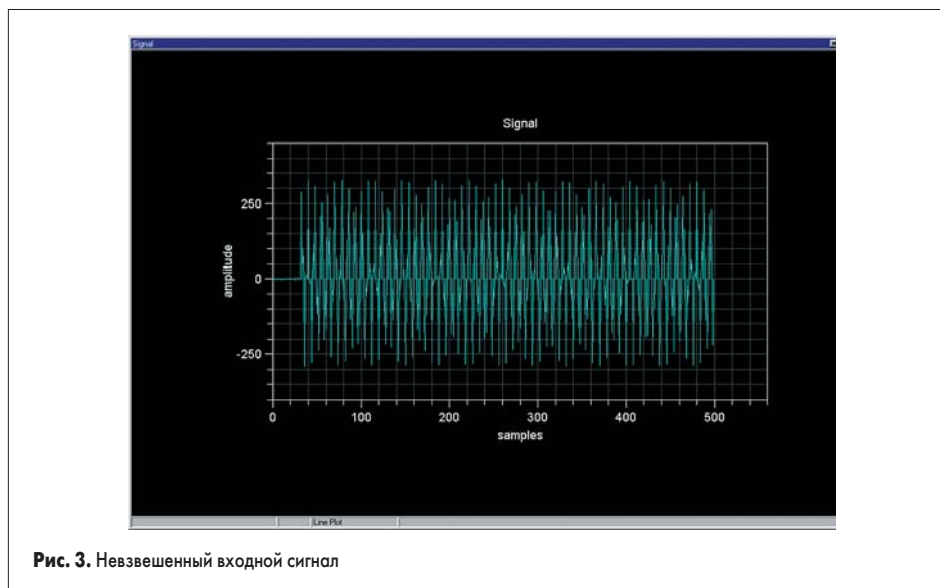 Signal
Signal
250
0
-250
amplitude
0 100 200 300 400 500
samples
Line Plot
Рис. 3. Невзвешенный входной сигнал